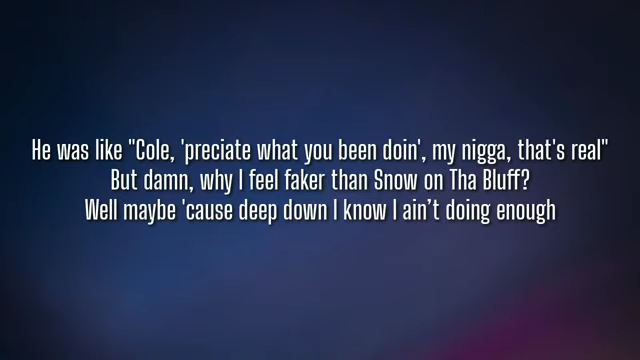 He was like "Cole, 'preciate what you been doin', my nigga, that's real"
But damn, why I feel faker than Snow on Tha Bluff?
Well maybe 'cause deep down I know I ain’t doing enough